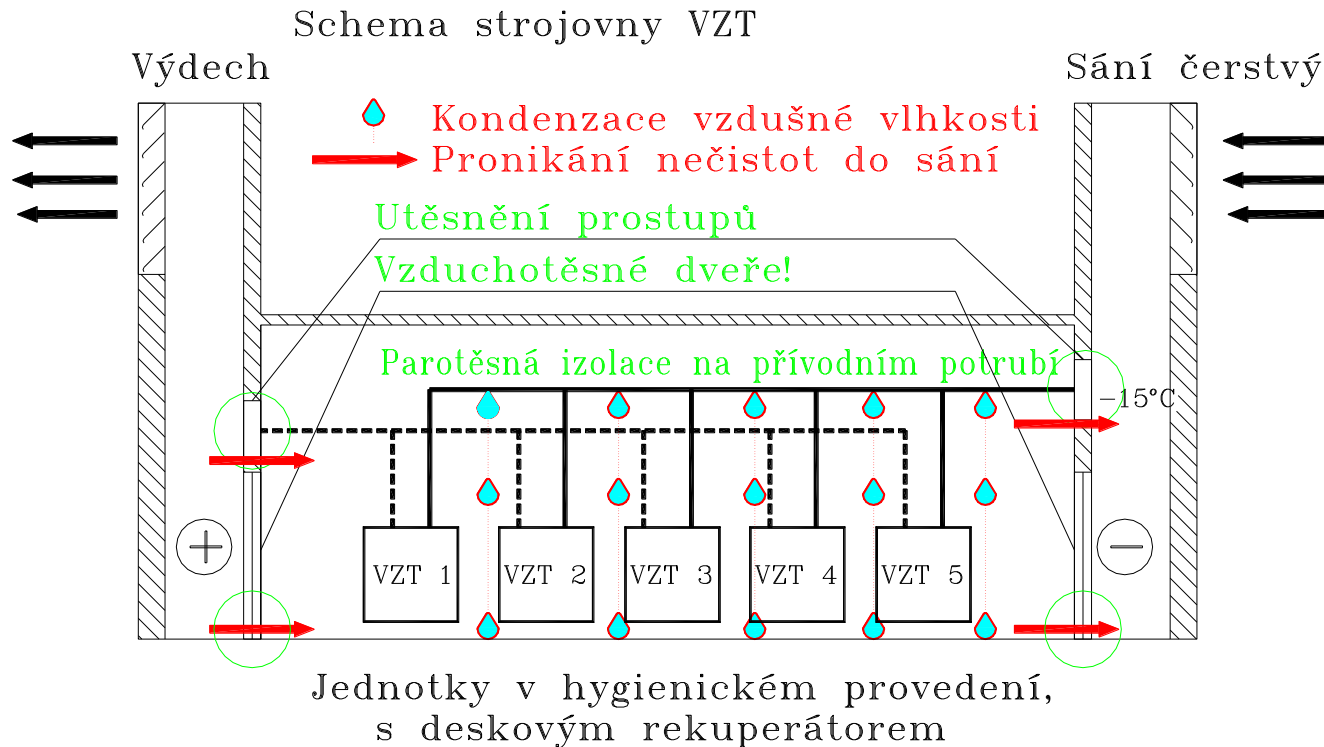 Schema strojovny VZT
Výdech
Sání čerstvý
Kondenzace vzdušné vlhkosti
Pronikání nečistot do sání
Utěsnění prostupů
Vzduchotěsné dveře!
Parotěsná izolace na přívodním potrubí
-15°C
+
−
VZT 1
VZT 2
VZT 3
VZT 4
VZT 5
Jednotky v hygienickém provedení,
s deskovým rekuperátorem